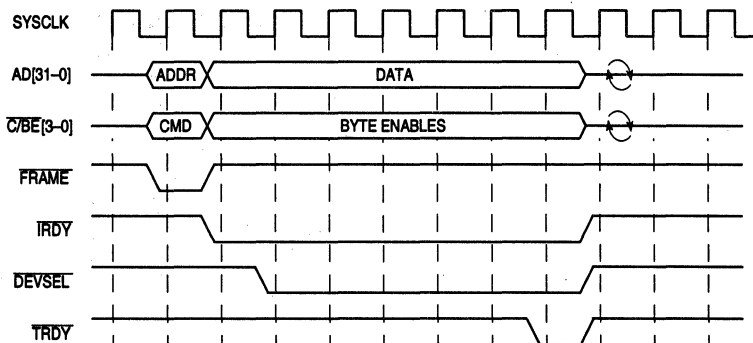 SYSCLK
AD[31–0] ADDR DATA
C/BE[3–0] CMD BYTE ENABLES
FRAME
IRDY
DEVSEL
TRDY